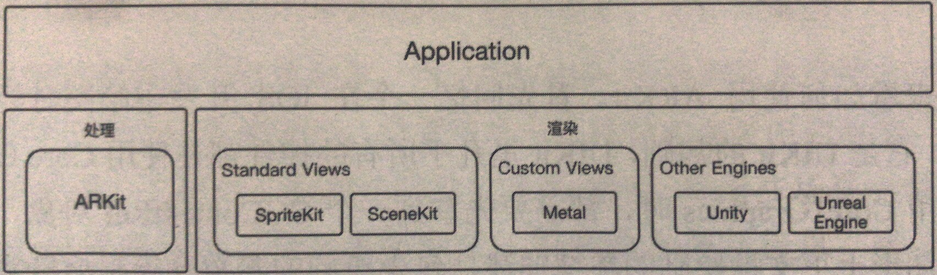 Application
处理
渲染
ARKit
Standard Views
SpriteKit
SceneKit
Custom Views
Metal
Other Engines
Unity
Unreal
Engine